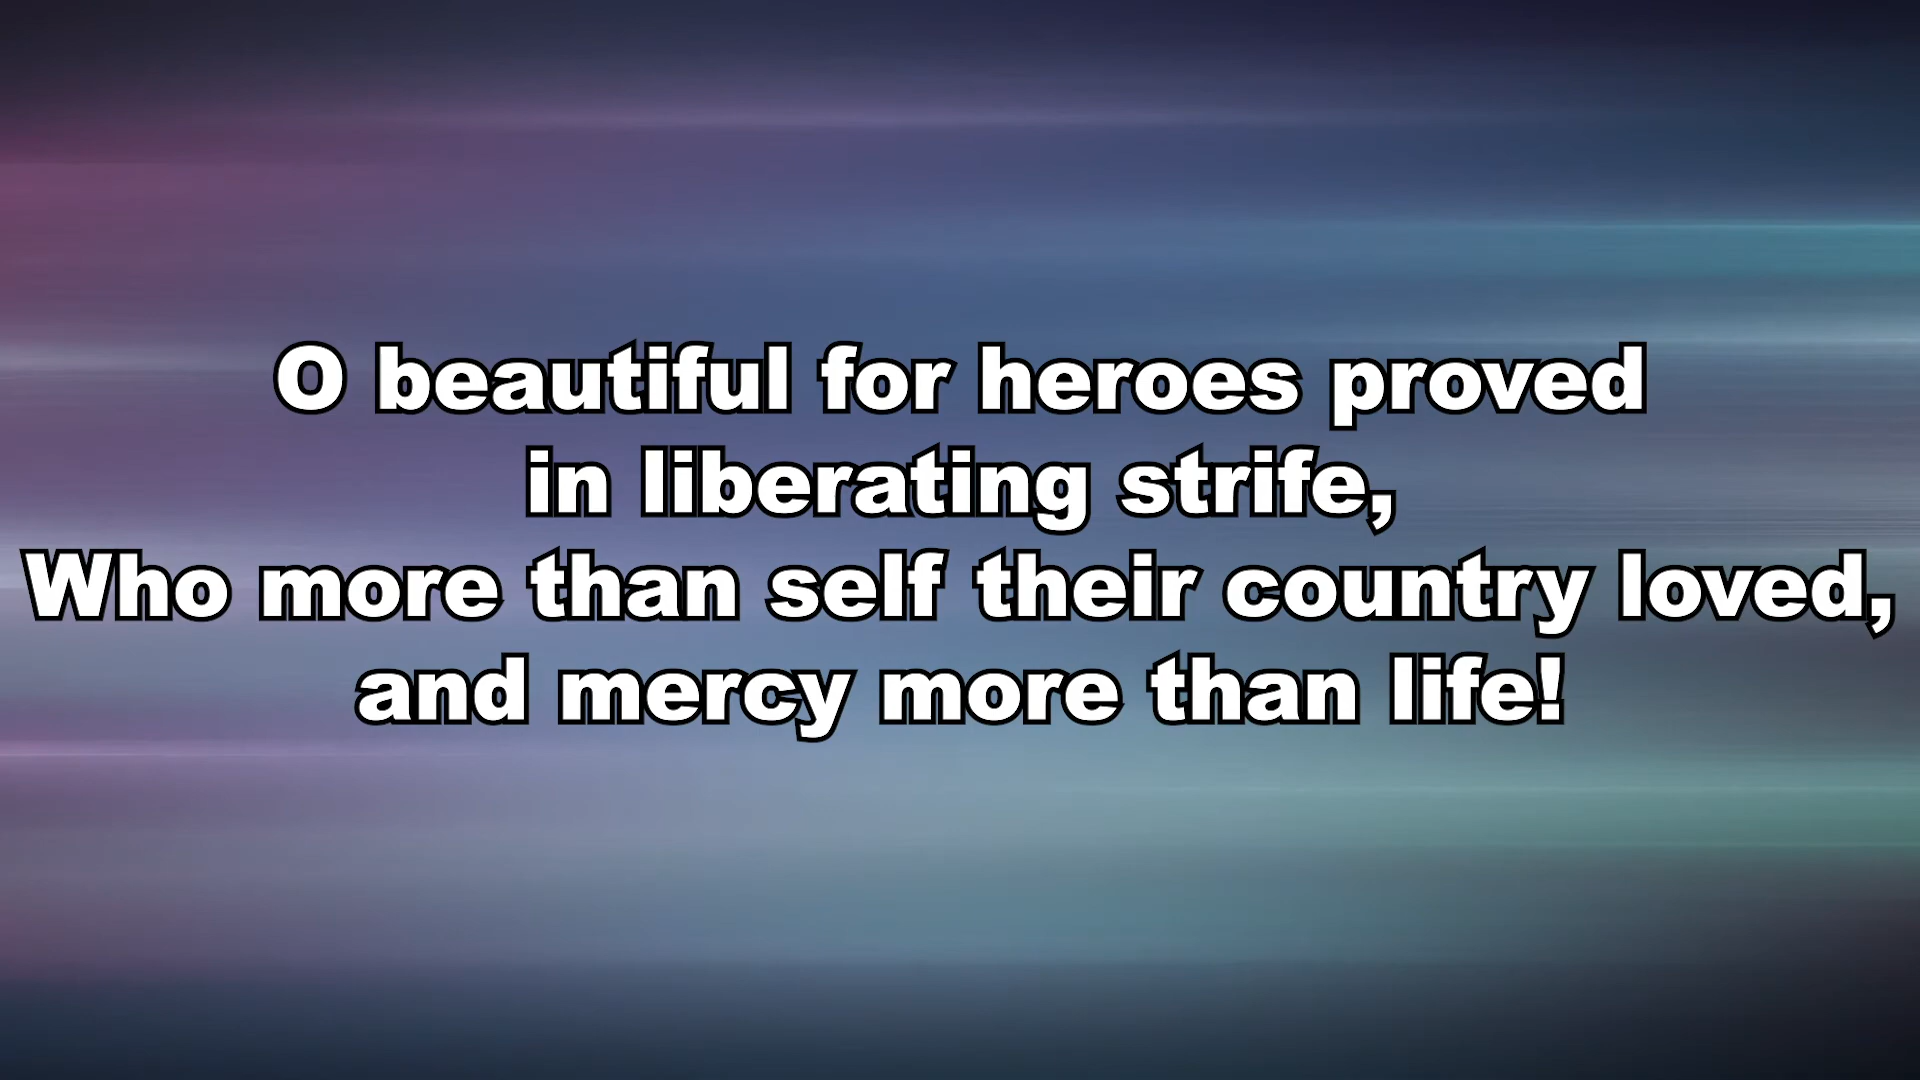 O beautiful for heroes proved
in liberating strife,
Who more than self their country loved,
and mercy more than life!